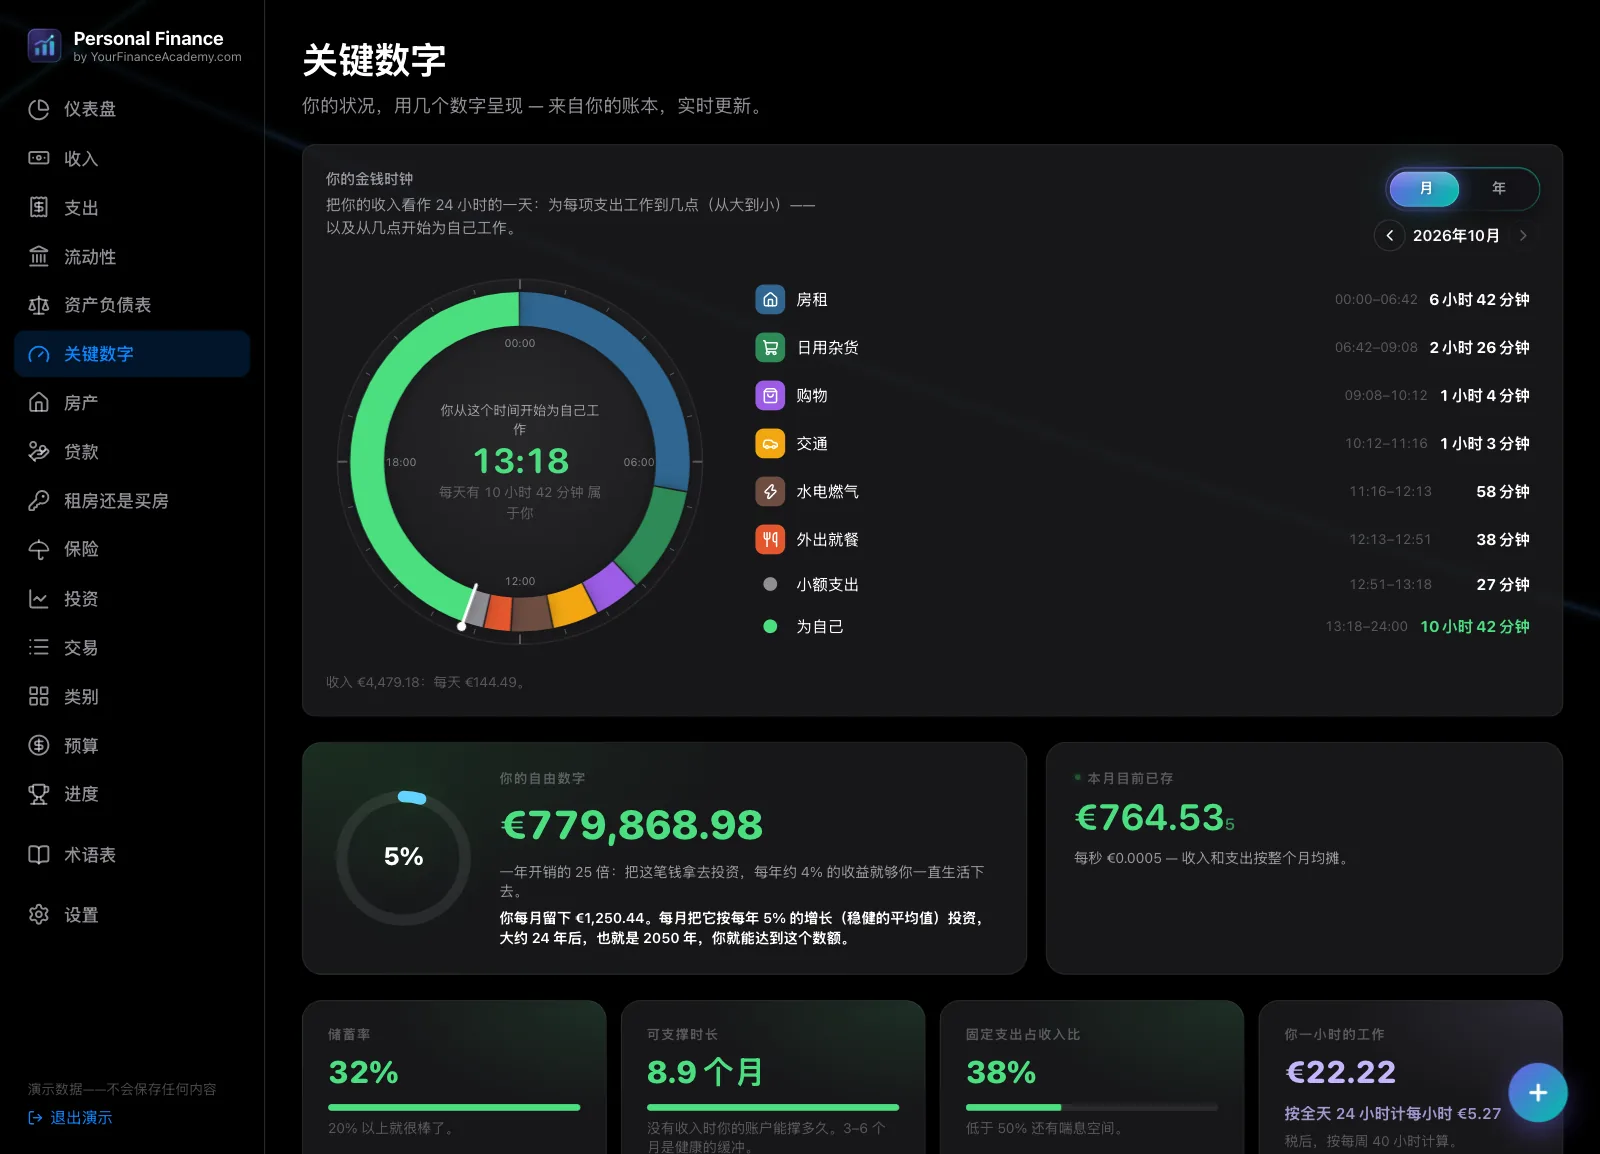 Personal Finance
by YourFinanceAcademy.com
仪表盘
收入
支出
流动性
资产负债表
关键数字
房产
贷款
租房还是买房
保险
投资
交易
类别
预算
进度
术语表
设置
演示数据——不会保存任何内容
退出演示
关键数字
你的状况，用几个数字呈现 — 来自你的账本，实时更新。
你的金钱时钟
把你的收入看作 24 小时的一天：为每项支出工作到几点（从大到小）——
以及从几点开始为自己工作。
月
年
2026年10月
00:00
06:00
12:00
18:00
你从这个时间开始为自己工
作
13:18
每天有 10 小时 42 分钟 属
于你
房租 00:00–06:42 6 小时 42 分钟
日用杂货 06:42–09:08 2 小时 26 分钟
购物 09:08–10:12 1 小时 4 分钟
交通 10:12–11:16 1 小时 3 分钟
水电燃气 11:16–12:13 58 分钟
外出就餐 12:13–12:51 38 分钟
小额支出 12:51–13:18 27 分钟
为自己 13:18–24:00 10 小时 42 分钟
收入 €4,479.18：每天 €144.49。
5%
你的自由数字
€779,868.98
一年开销的 25 倍：把这笔钱拿去投资，每年约 4% 的收益就够你一直生活下
去。
你每月留下 €1,250.44。每月把它按每年 5% 的增长（稳健的平均值）投资，
大约 24 年后，也就是 2050 年，你就能达到这个数额。
本月目前已存
€764.535
每秒 €0.0005 — 收入和支出按整个月均摊。
储蓄率
32%
20% 以上就很棒了。
可支撑时长
8.9 个月
没有收入时你的账户能撑多久。3–6 个
月是健康的缓冲。
固定支出占收入比
38%
低于 50% 还有喘息空间。
你一小时的工作
€22.22
按全天 24 小时计每小时 €5.27
税后，按每周 40 小时计算。